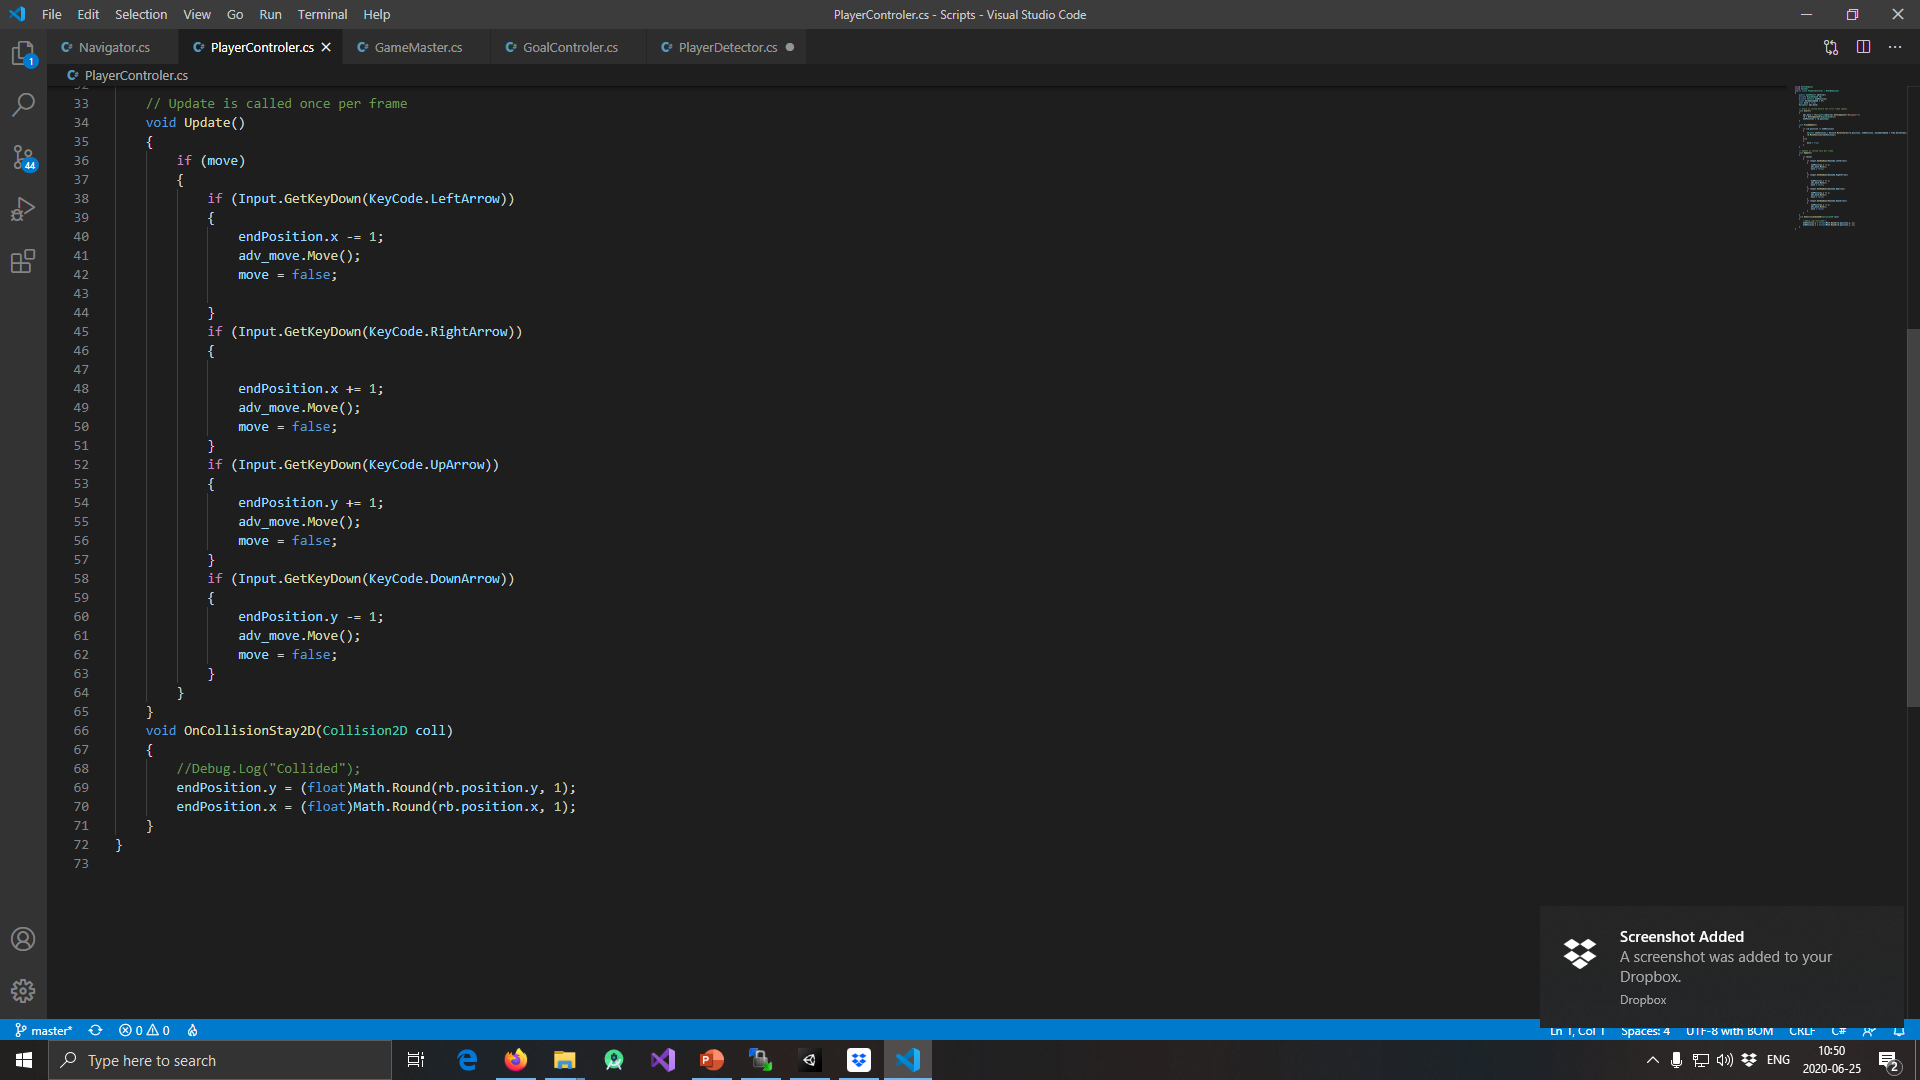 File Edit Selection View Go Run Terminal Help
PlayerControler.cs - Scripts - Visual Studio Code
Navigator.cs
PlayerControler.cs
GameMaster.cs
GoalControler.cs
PlayerDetector.cs
PlayerControler.cs
1
44
32
33 // Update is called once per frame
34 void Update()
35 {
36 if (move)
37 {
38 if (Input.GetKeyDown(KeyCode.LeftArrow))
39 {
40 endPosition.x -= 1;
41 adv_move.Move();
42 move = false;
43
44 }
45 if (Input.GetKeyDown(KeyCode.RightArrow))
46 {
47
48 endPosition.x += 1;
49 adv_move.Move();
50 move = false;
51 }
52 if (Input.GetKeyDown(KeyCode.UpArrow))
53 {
54 endPosition.y += 1;
55 adv_move.Move();
56 move = false;
57 }
58 if (Input.GetKeyDown(KeyCode.DownArrow))
59 {
60 endPosition.y -= 1;
61 adv_move.Move();
62 move = false;
63 }
64 }
65 }
66 void OnCollisionStay2D(Collision2D coll)
67 {
68 //Debug.Log("Collided");
69 endPosition.y = (float)Math.Round(rb.position.y, 1);
70 endPosition.x = (float)Math.Round(rb.position.x, 1);
71 }
72 }
73
Screenshot Added
A screenshot was added to your
Dropbox.
Dropbox
master* 0 0
Ln 1, Col 1 Spaces: 4 UTF-8 with BOM CRLF C#
Type here to search
ENG
10:50
2020-06-25
2